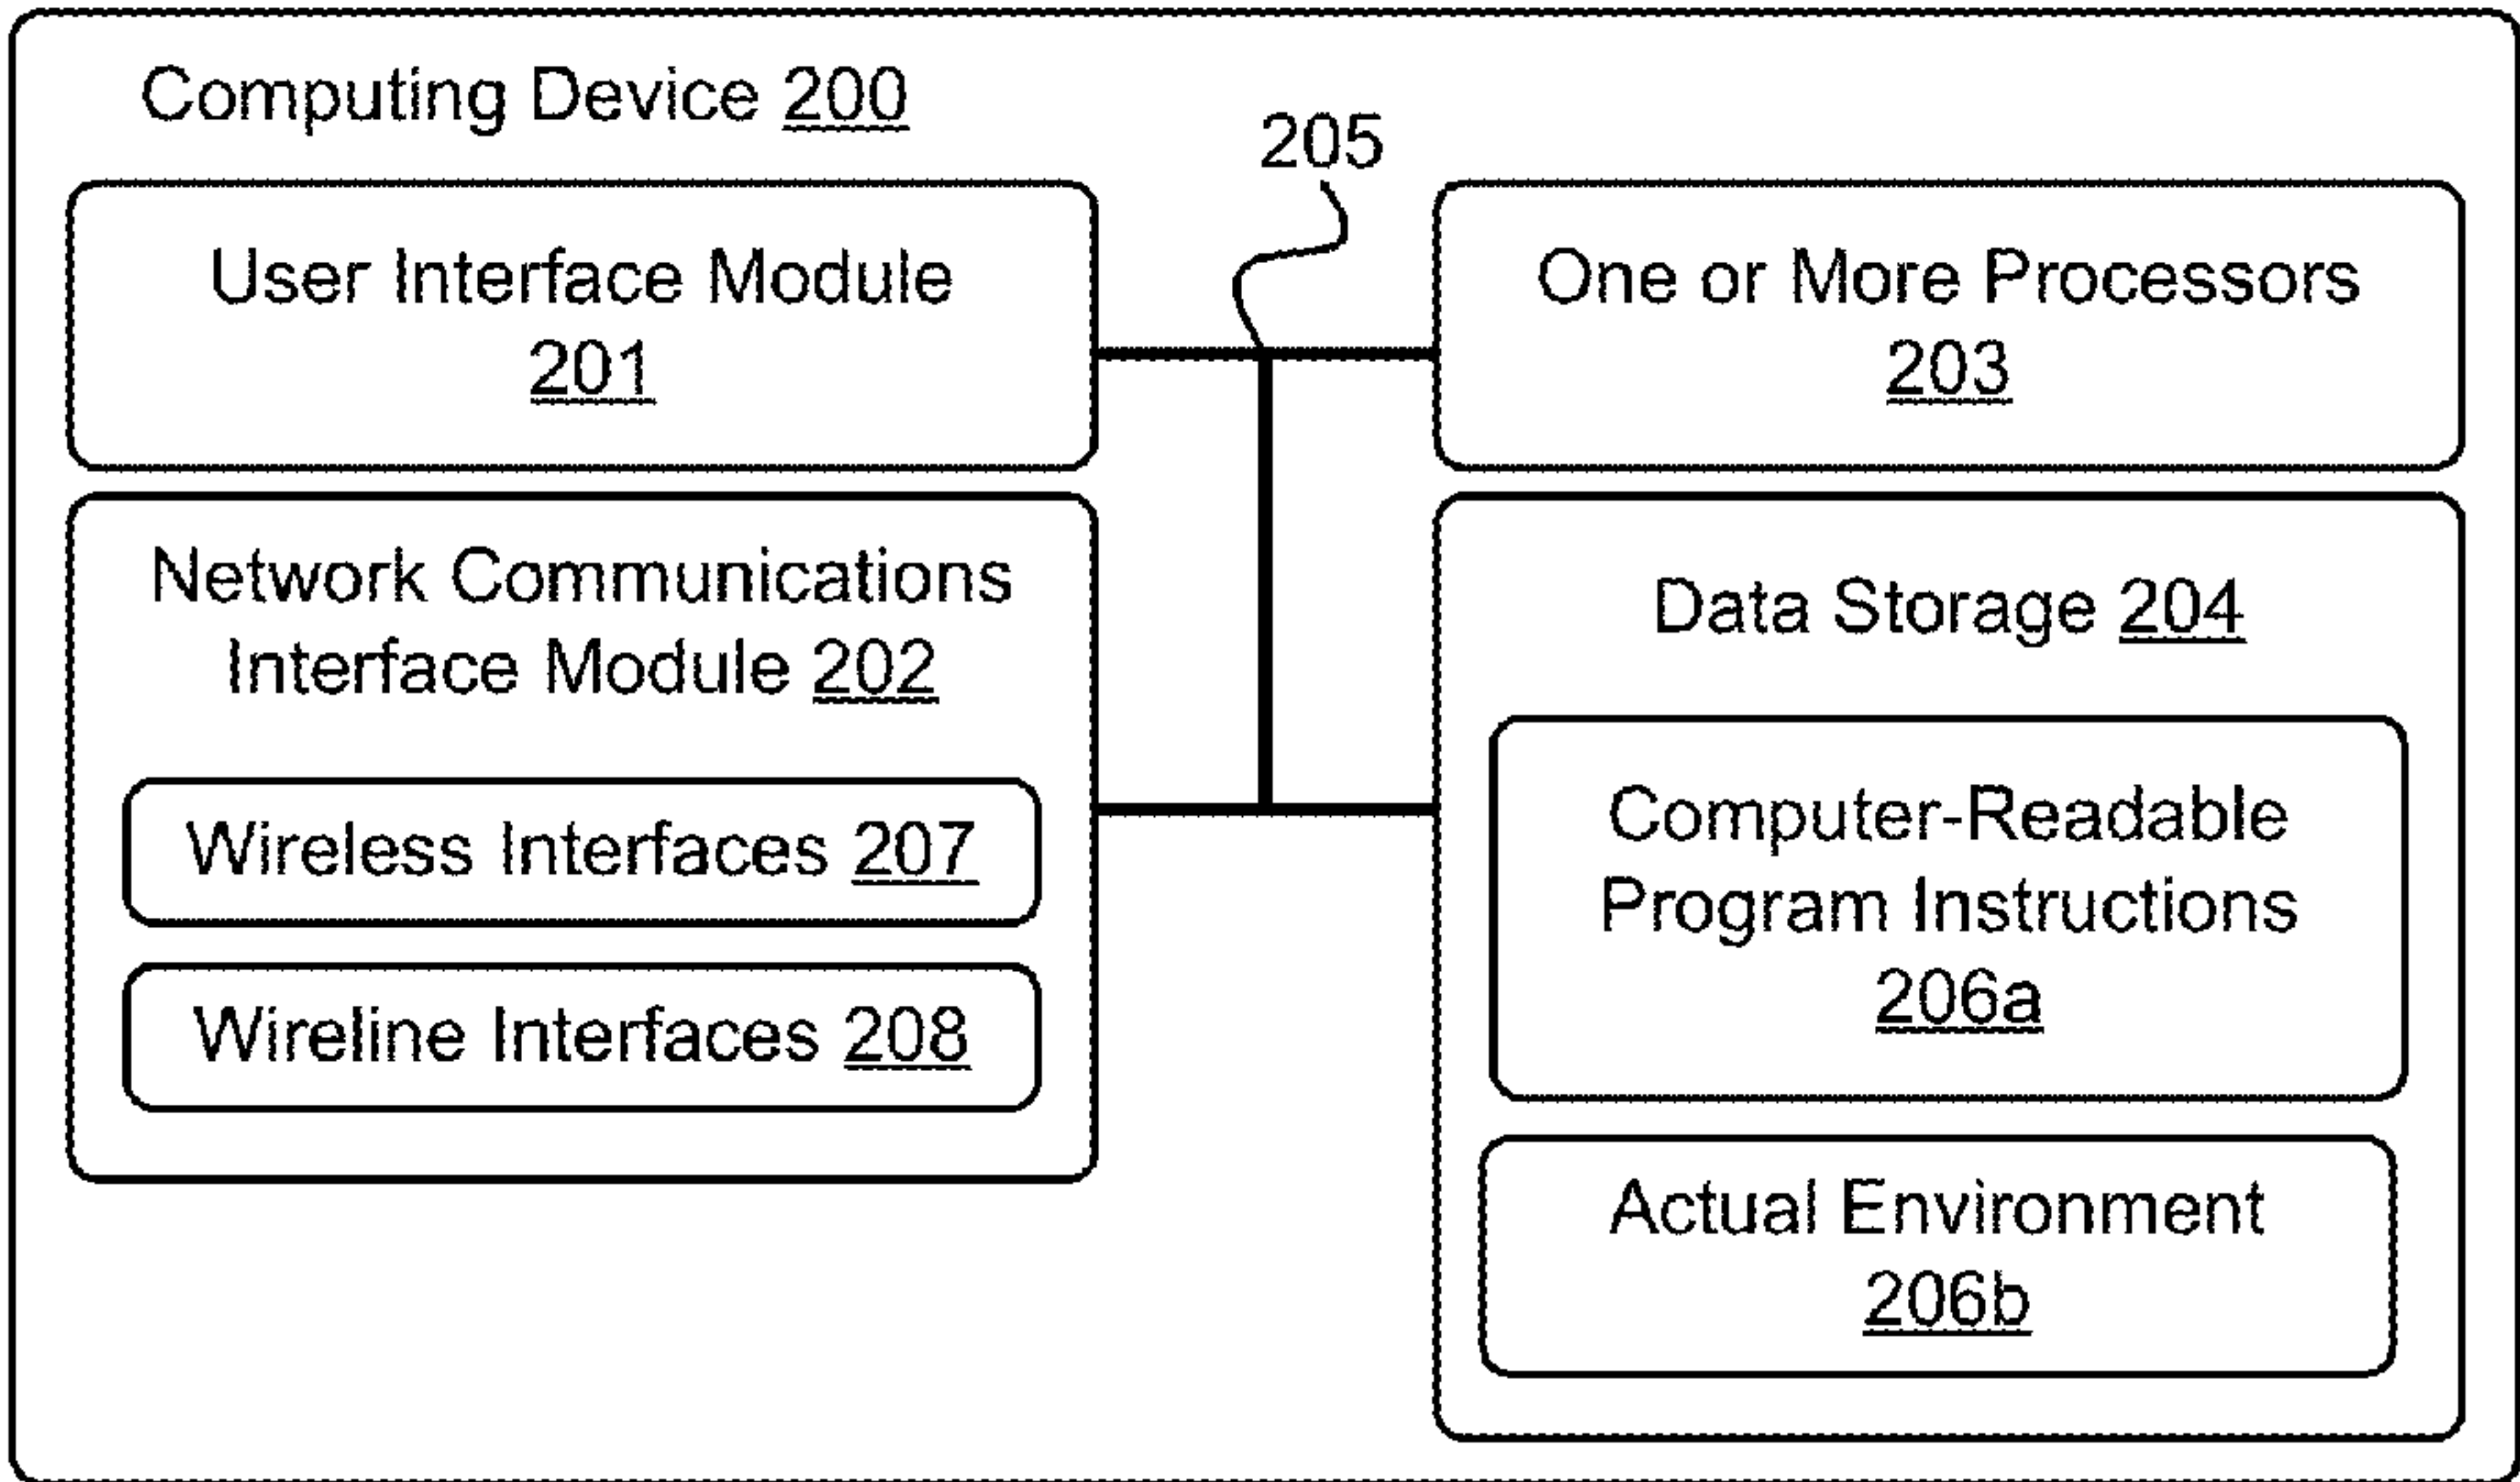 Computing Device 200
205
User Interface Module
201
One or More Processors
203
Network Communications
Interface Module 202
Wireless Interfaces 207
Wireline Interfaces 208
Data Storage 204
Computer-Readable
Program Instructions
206a
Actual Environment
206b